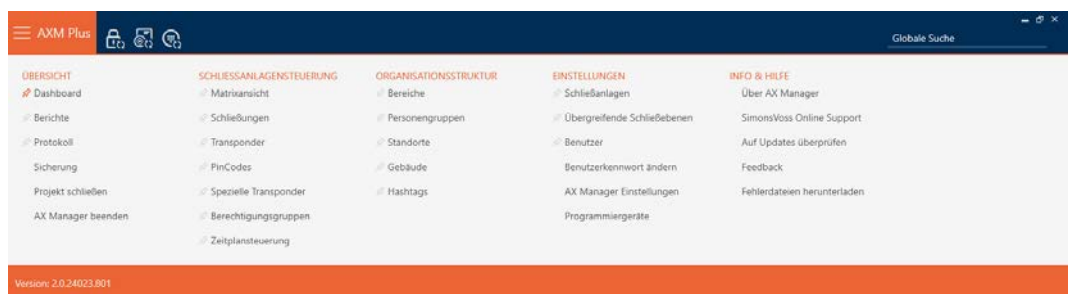 AXM Plus
Globale Suche
ÜBERSICHT
Dashboard
Berichte
Protokoll
Sicherung
Projekt schließen
AX Manager beenden
SCHLIESSANLAGENSTEUERUNG
Matrixansicht
Schließungen
Transponder
PinCodes
Spezielle Transponder
Berechtigungsgruppen
Zeitplansteuerung
ORGANISATIONSSTRUKTUR
Bereiche
Personengruppen
Standorte
Gebäude
Hashtags
EINSTELLUNGEN
Schließanlagen
Übergreifende Schließebenen
Benutzer
Benutzerkennwort ändern
AX Manager Einstellungen
Programmiergeräte
INFO & HILFE
Über AX Manager
SimonsVoss Online Support
Auf Updates überprüfen
Feedback
Fehlerdateien herunterladen
Version: 2.0.24023.801